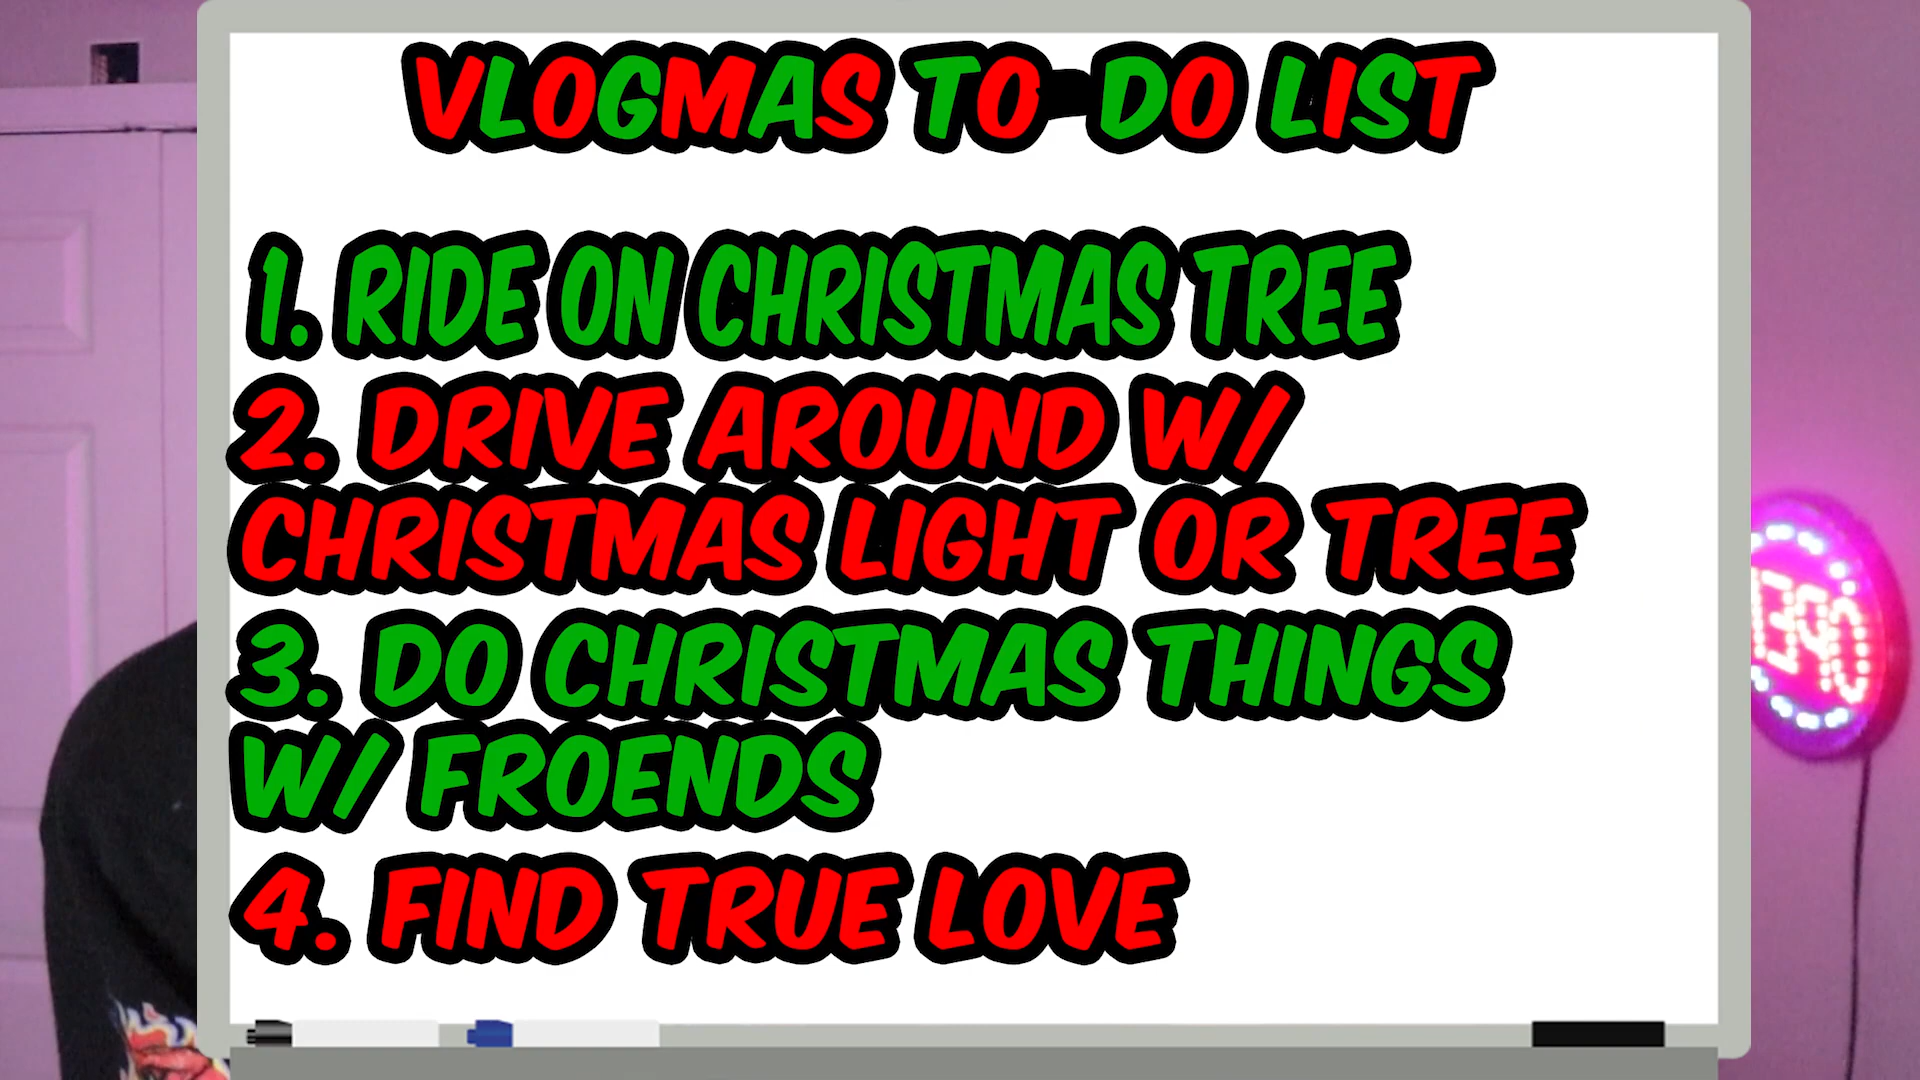 VLOGMAS TO-DO LIST
1. RIDE ON CHRISTMAS TREE
2. DRIVE AROUND W/
CHRISTMAS LIGHT OR TREE
3. DO CHRISTMAS THINGS
W/ FROENDS
4. FIND TRUE LOVE